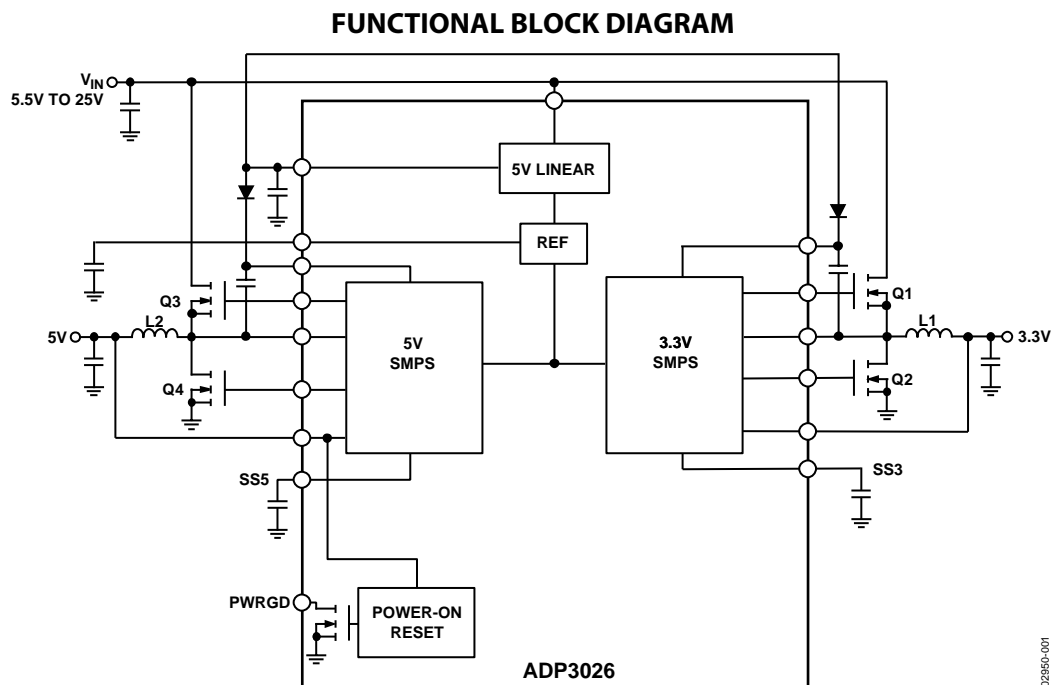 FUNCTIONAL BLOCK DIAGRAM
VIN
5.5V TO 25V
5V LINEAR
REF
Q3
Q1
5V
L2
5V
SMPS
3.3V
SMPS
L1
3.3V
Q4
Q2
SS5
SS3
PWRGD
POWER-ON
RESET
ADP3026
02950-001